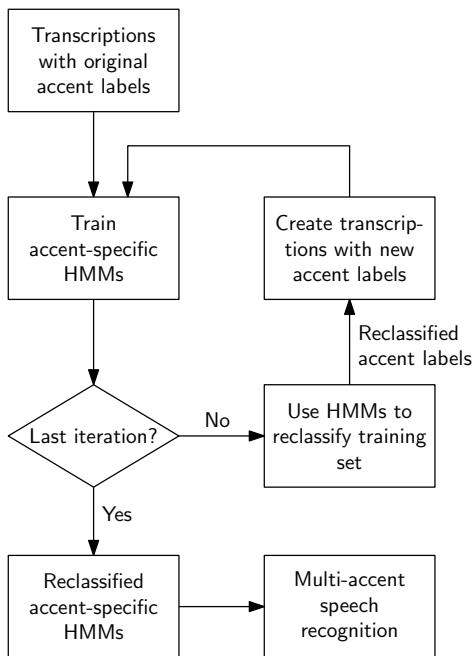 Transcriptions
with original
accent labels
Train
accent-specific
HMMs
Create transcrip-
tions with new
accent labels
Reclassified
accent labels
Last iteration?
No
Use HMMs to
reclassify training
set
Yes
Reclassified
accent-specific
HMMs
Multi-accent
speech
recognition